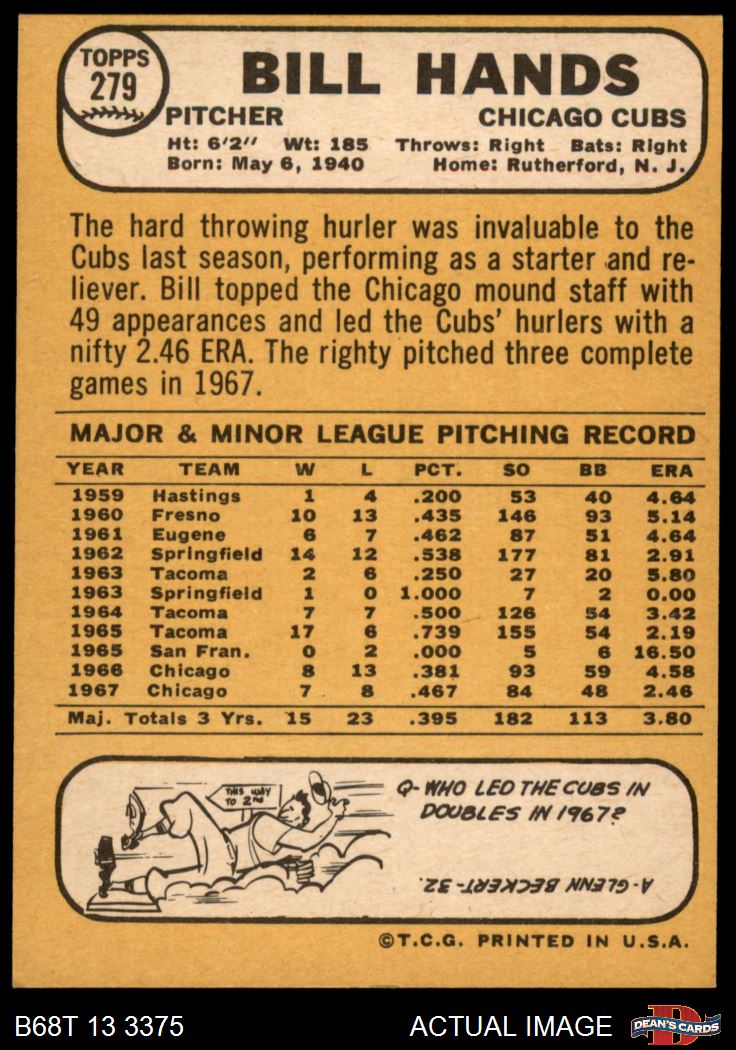 TOPPS
279
BILL HANDS
PITCHER CHICAGO CUBS
Ht: 6'2" Wt: 185 Throws: Right Bats: Right
Born: May 6, 1940 Home: Rutherford, N. J.
The hard throwing hurler was invaluable to the
Cubs last season, performing as a starter and re-
liever. Bill topped the Chicago mound staff with
49 appearances and led the Cubs' hurlers with a
nifty 2.46 ERA. The righty pitched three complete
games in 1967.
MAJOR & MINOR LEAGUE PITCHING RECORD
YEAR TEAM W L PCT. SO BB ERA
1959 Hastings 1 4 .200 53 40 4.64
1960 Fresno 10 13 .435 146 93 5.14
1961 Eugene 6 7 .462 87 51 4.64
1962 Springfield 14 12 .538 177 81 2.91
1963 Tacoma 2 6 .250 27 20 5.80
1963 Springfield 1 0 1.000 7 2 0.00
1964 Tacoma 7 7 .500 126 54 3.42
1965 Tacoma 17 6 .739 155 54 2.19
1965 San Fran. 0 2 .000 5 6 16.50
1966 Chicago 8 13 .381 93 59 4.58
1967 Chicago 7 8 .467 84 48 2.46
Maj. Totals 3 Yrs. 15 23 .395 182 113 3.80
THIS WAY
TO 2nd
Q-WHO LED THE CUBS IN
DOUBLES IN 1967?
A-GLENN BECKERT-32.
©T.C.G. PRINTED IN U.S.A.
B68T 13 3375 ACTUAL IMAGE
D
DEAN'S CARDS